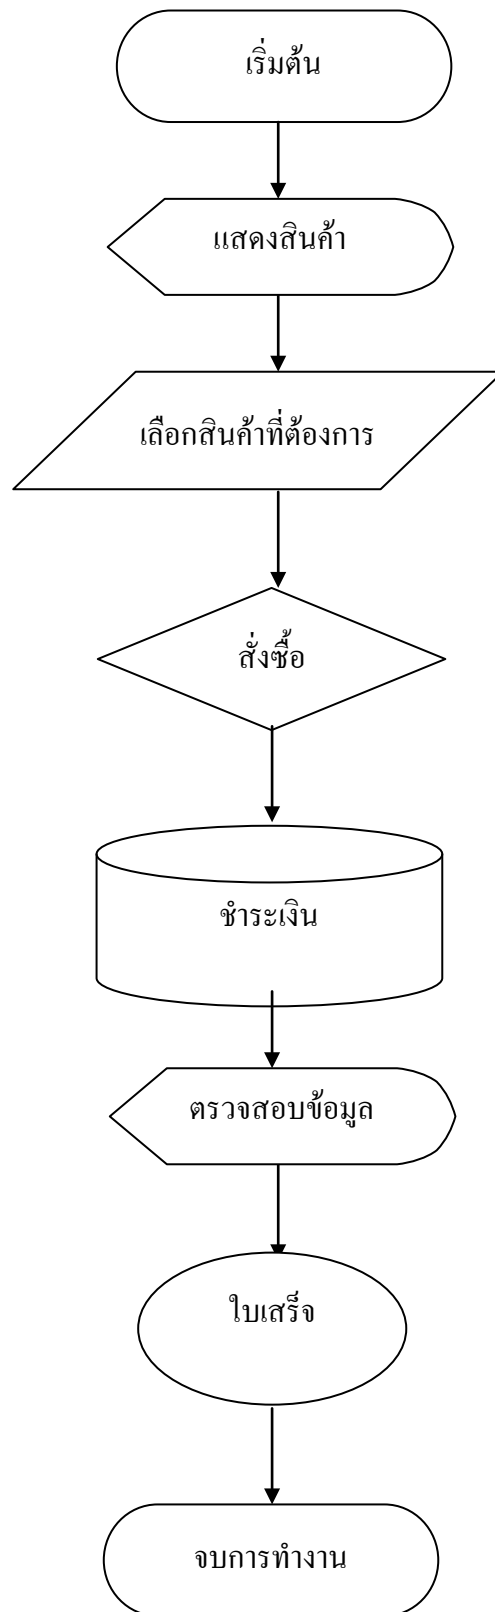 เริ่มต้น
แสดงสินค้า
เลือกสินค้าที่ต้องการ
สั่งซื้อ
ชำระเงิน
ตรวจสอบข้อมูล
ใบเสร็จ
จบการทำงาน